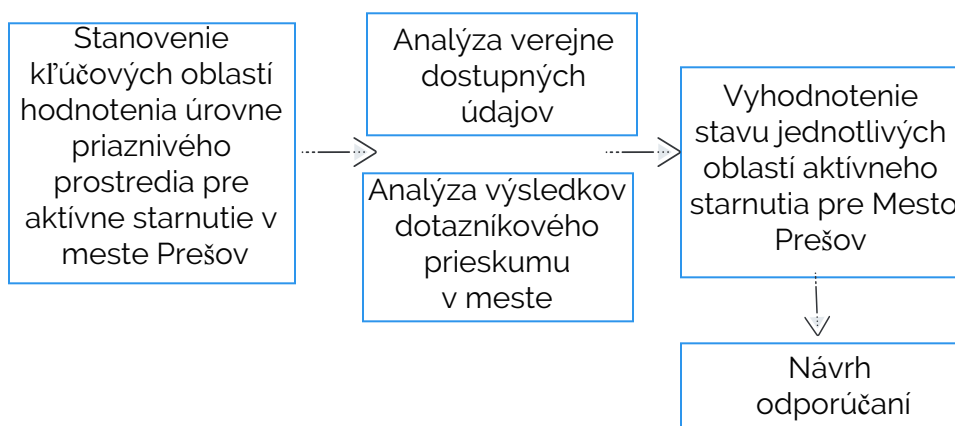 Stanovenie
kľúčových oblastí
hodnotenia úrovne
priaznivého
prostredia pre
aktívne starnutie v
meste Prešov
Analýza verejne
dostupných
údajov
Analýza výsledkov
dotazníkového
prieskumu
v meste
Vyhodnotenie
stavu jednotlivých
oblastí aktívneho
starnutia pre Mesto
Prešov
Návrh
odporúčaní